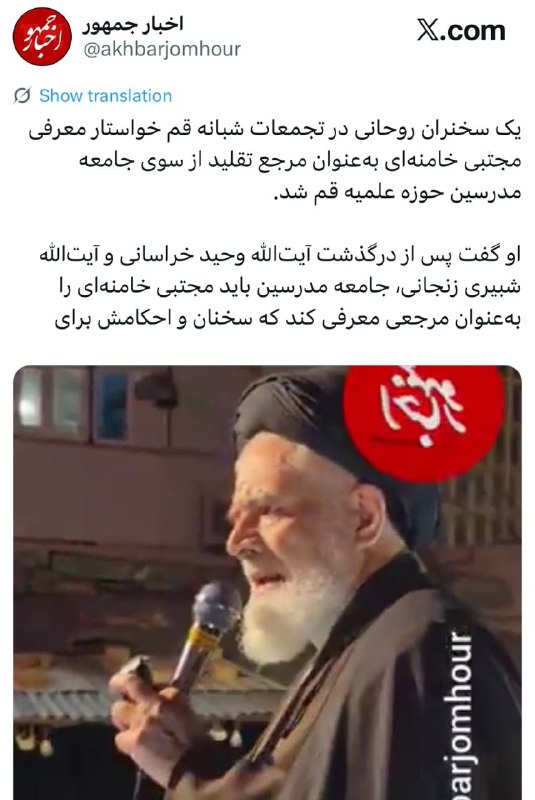 اخبار جمهور
@akhbarjomhour
X.com
Show translation
یک سخنران روحانی در تجمعات شبانه قم خواستار معرفی
مجتبی خامنه‌ای به‌عنوان مرجع تقلید از سوی جامعه
مدرسین حوزه علمیه قم شد.
او گفت پس از درگذشت آیت‌الله وحید خراسانی و آیت‌الله
شبیری زنجانی، جامعه مدرسین باید مجتبی خامنه‌ای را
به‌عنوان مرجعی معرفی کند که سخنان و احکامش برای
barjomhour